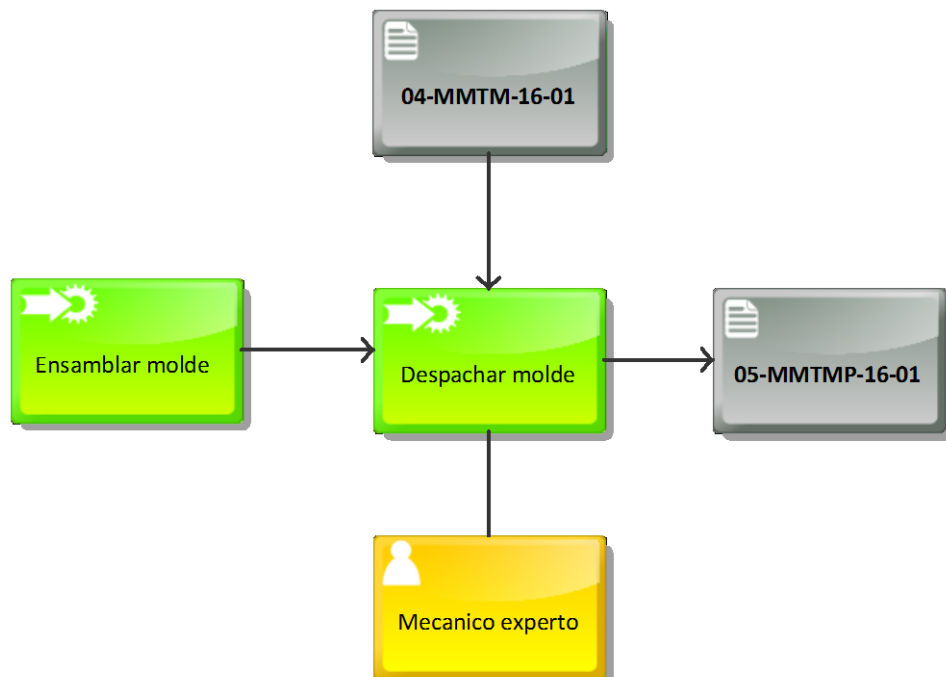 04-MMTM-16-01
Ensamblar molde
Despachar molde
05-MMTMP-16-01
Mecanico experto